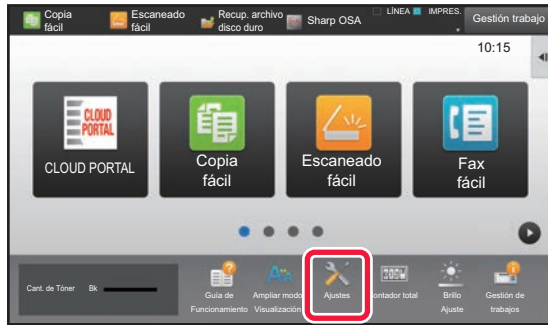 Copia fácil
Escaneado fácil
Recup. archivo disco duro
Sharp OSA
LÍNEA
IMPRES.
Gestión trabajo
10:15
CLOUD PORTAL
CLOUD PORTAL
Copia fácil
Escaneado fácil
Fax fácil
Cant. de Tóner
Bk
Guía de Funcionamiento
Ampliar modo Visualización
Ajustes
ontador total
Brillo Ajuste
Gestión de trabajos